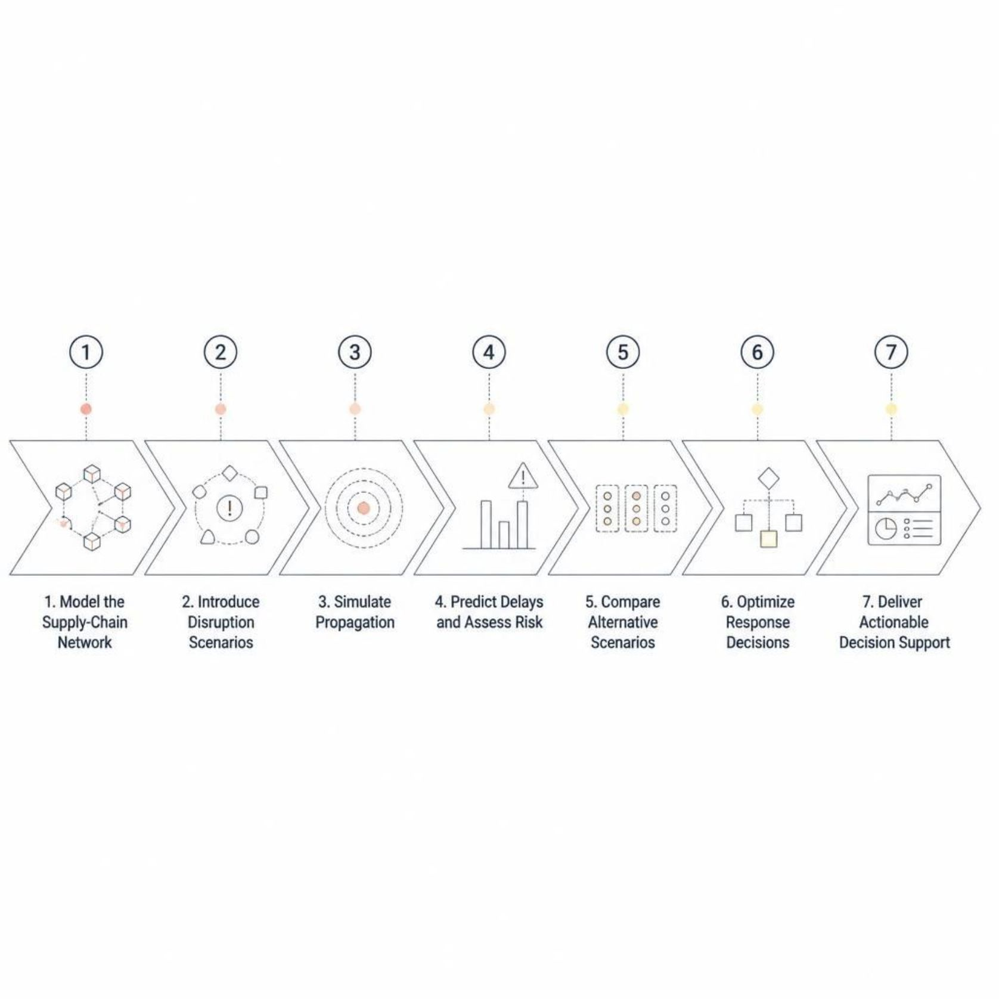 1
2
3
4
5
6
7
!
!
1. Model the
Supply-Chain
Network
2. Introduce
Disruption
Scenarios
3. Simulate
Propagation
4. Predict Delays
and Assess Risk
5. Compare
Alternative
Scenarios
6. Optimize
Response
Decisions
7. Deliver
Actionable
Decision Support